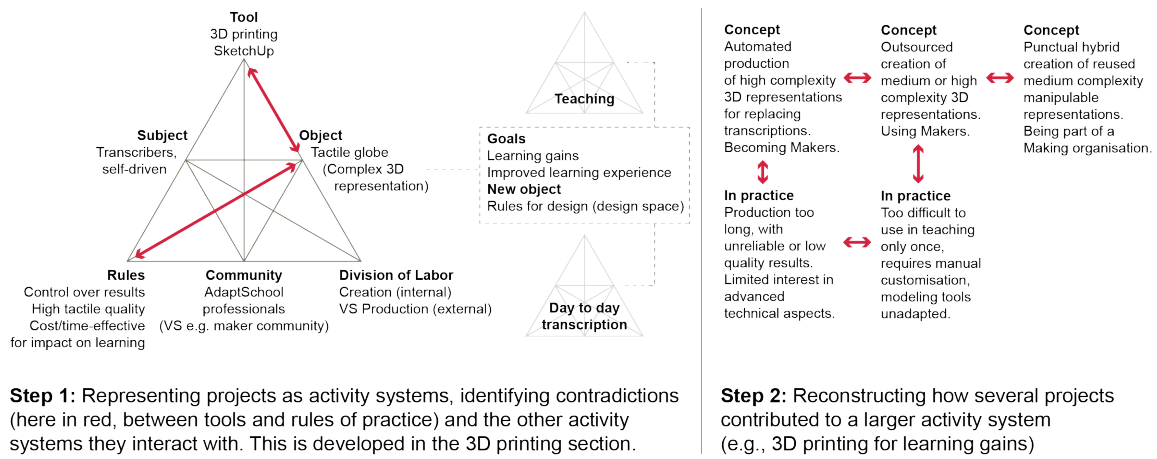 Tool
3D printing
SketchUp
Subject
Transcribers,
self-driven
Object
Tactile globe
(Complex 3D
representation)
Rules
Control over results
High tactile quality
Cost/time-effective
for impact on learning
Community
AdaptSchool
professionals
(VS e.g. maker community)
Division of Labor
Creation (internal)
VS Production (external)
Teaching
Goals
Learning gains
Improved learning experience
New object
Rules for design (design space)
Day to day
transcription
Step 1: Representing projects as activity systems, identifying contradictions
(here in red, between tools and rules of practice) and the other activity
systems they interact with. This is developed in the 3D printing section.
Concept
Automated
production
of high complexity
3D representations
for replacing
transcriptions.
Becoming Makers.
Concept
Outsourced
creation of
medium or high
complexity 3D
representations.
Using Makers.
Concept
Punctual hybrid
creation of reused
medium complexity
manipulable
representations.
Being part of a
Making organisation.
In practice
Production too
long, with
unreliable or low
quality results.
Limited interest in
advanced
technical aspects.
In practice
Too difficult to
use in teaching
only once,
requires manual
customisation,
modeling tools
unadapted.
Step 2: Reconstructing how several projects
contributed to a larger activity system
(e.g., 3D printing for learning gains)